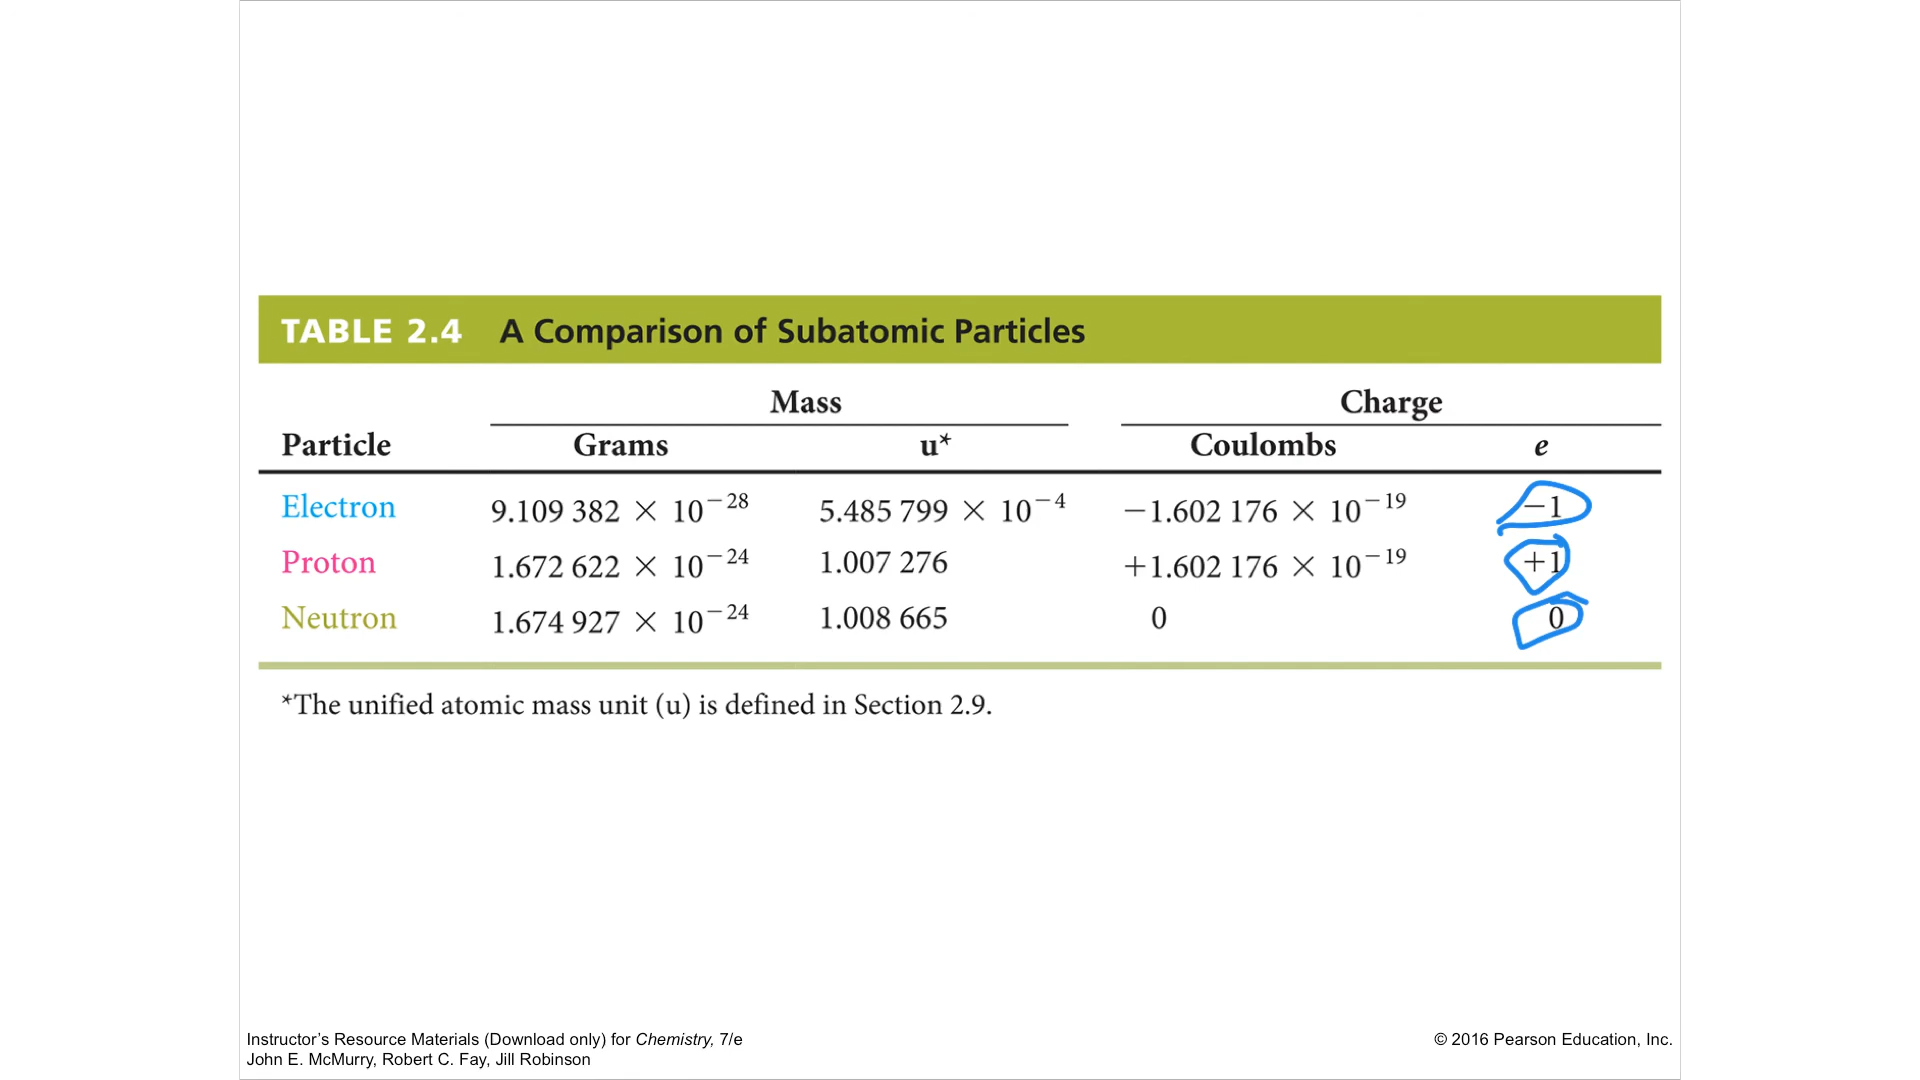 TABLE 2.4 A Comparison of Subatomic Particles
Mass Charge
Particle Grams u* Coulombs e
Electron 9.109 382 × 10⁻²⁸ 5.485 799 × 10⁻⁴ −1.602 176 × 10⁻¹⁹ −1
Proton 1.672 622 × 10⁻²⁴ 1.007 276 +1.602 176 × 10⁻¹⁹ +1
Neutron 1.674 927 × 10⁻²⁴ 1.008 665 0 0
*The unified atomic mass unit (u) is defined in Section 2.9.
Instructor’s Resource Materials (Download only) for Chemistry, 7/e © 2016 Pearson Education, Inc.
John E. McMurry, Robert C. Fay, Jill Robinson